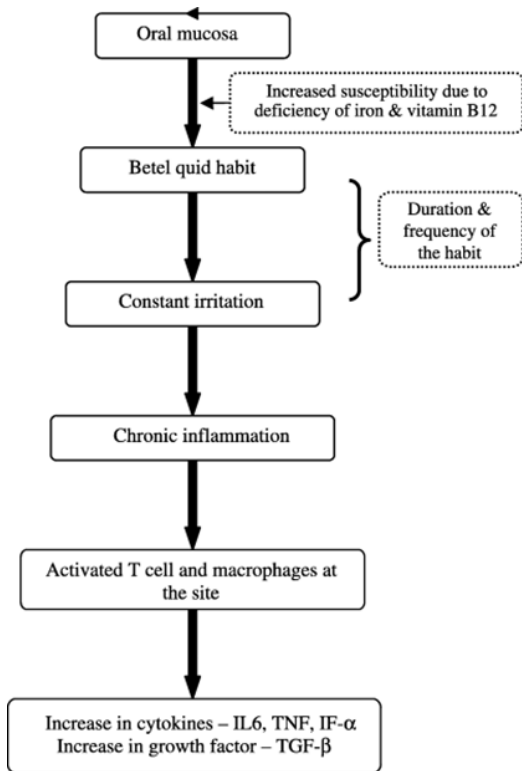 Oral mucosa
Increased susceptibility due to
deficiency of iron & vitamin B12
Betel quid habit
Duration &
frequency of
the habit
Constant irritation
Chronic inflammation
Activated T cell and macrophages at
the site
Increase in cytokines – IL6, TNF, IF-α
Increase in growth factor – TGF-β